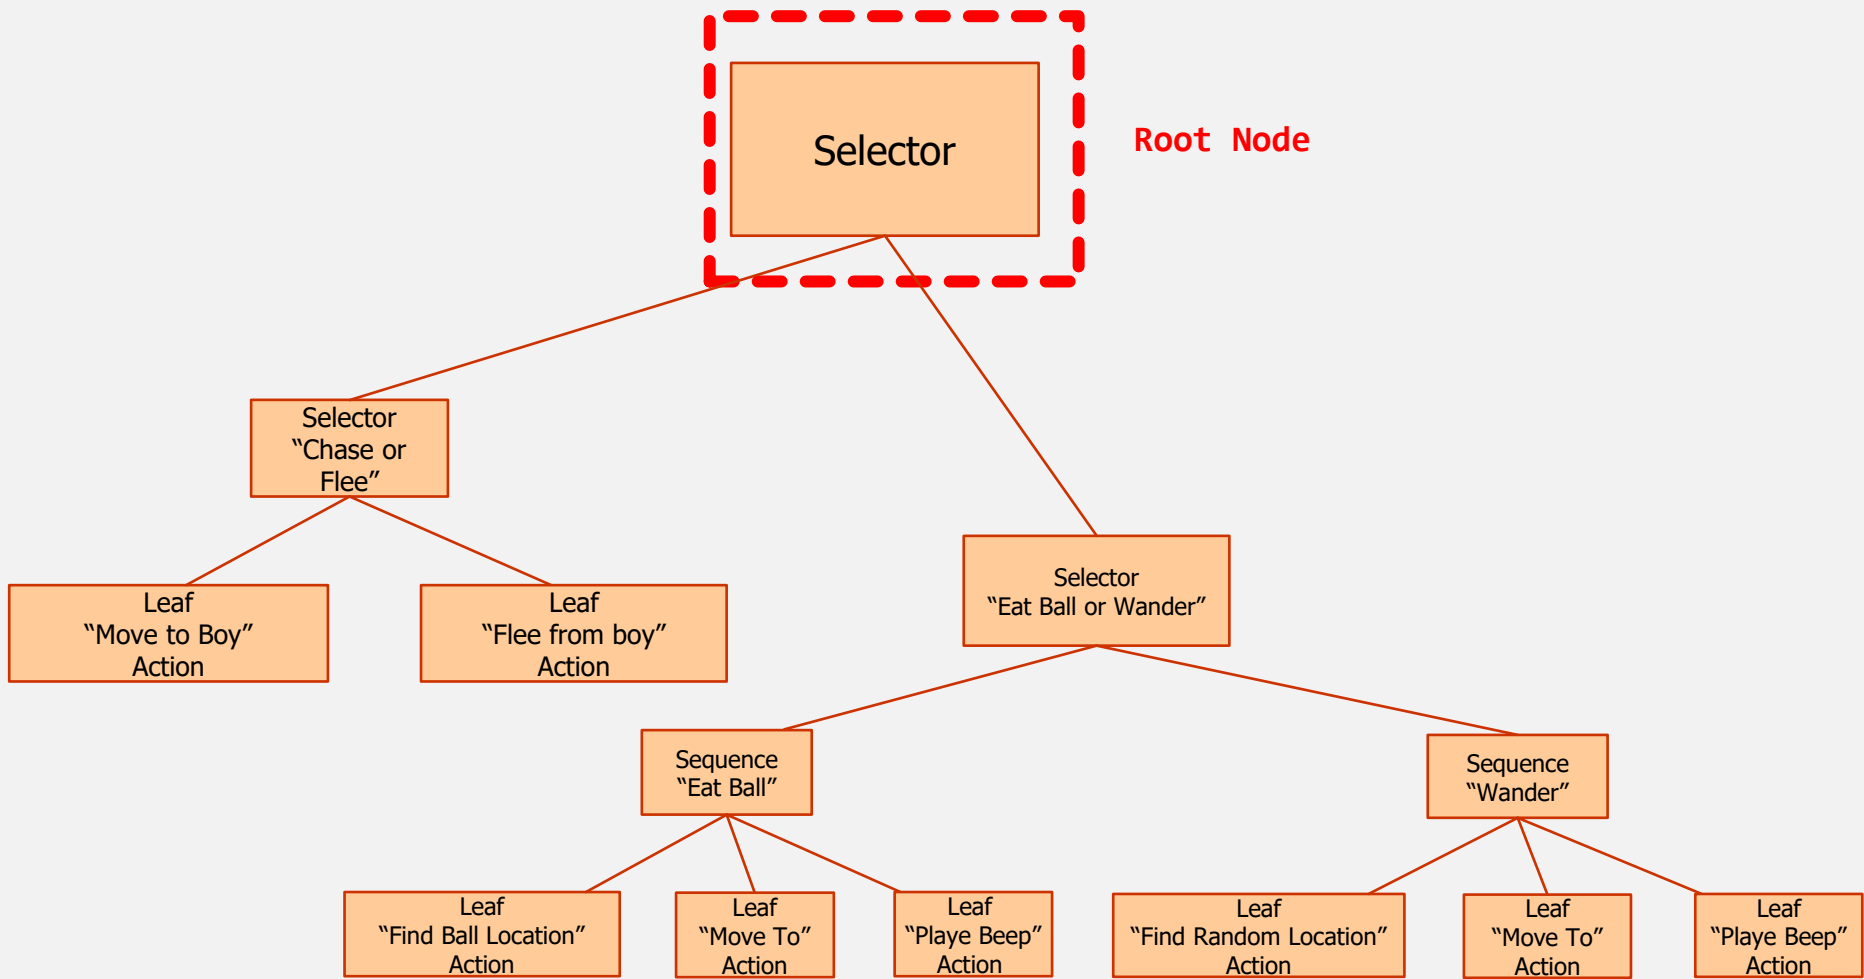 Selector
Root Node
Selector
“Chase or
Flee”
Leaf
“Move to Boy”
Action
Leaf
“Flee from boy”
Action
Selector
“Eat Ball or Wander”
Sequence
“Eat Ball”
Sequence
“Wander”
Leaf
“Find Ball Location”
Action
Leaf
“Move To”
Action
Leaf
“Playe Beep”
Action
Leaf
“Find Random Location”
Action
Leaf
“Move To”
Action
Leaf
“Playe Beep”
Action